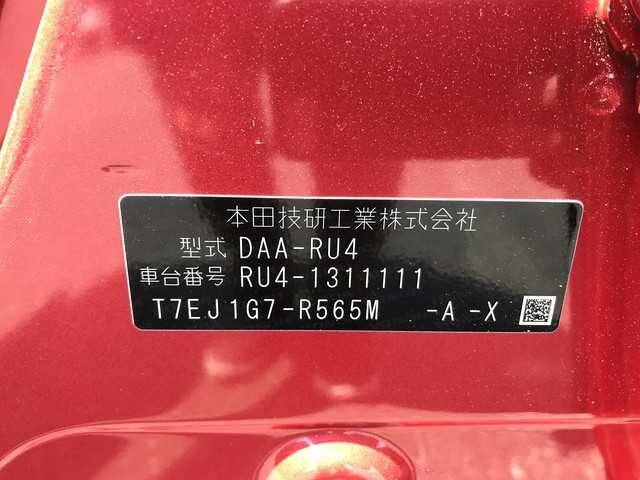 本田技研工業株式会社
型式 DAA-RU4
車台番号 RU4-1311111
T7EJ1G7-R565M -A -X